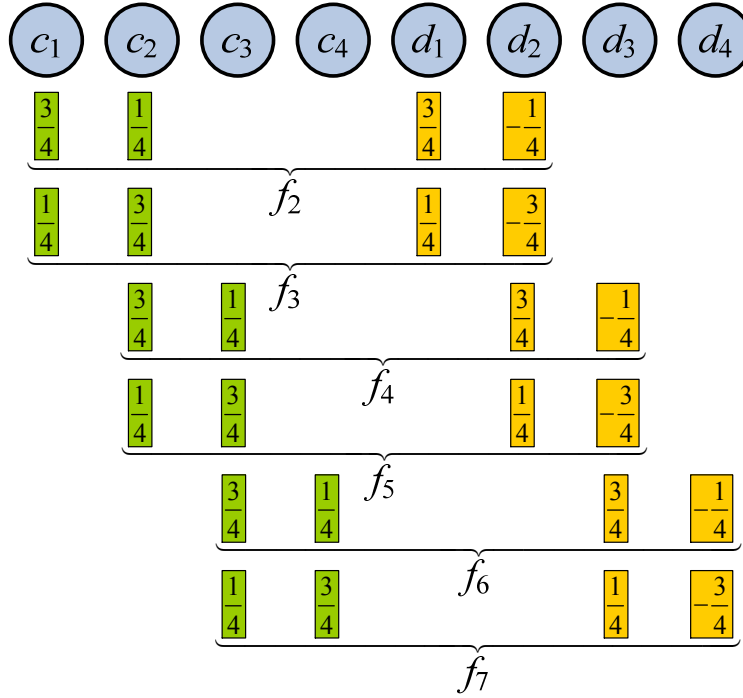 c₁ c₂ c₃ c₄ d₁ d₂ d₃ d₄
3/4 1/4 3/4 −1/4
f₂
1/4 3/4 1/4 −3/4
f₃
3/4 1/4 3/4 −1/4
f₄
1/4 3/4 1/4 −3/4
f₅
3/4 1/4 3/4 −1/4
f₆
1/4 3/4 1/4 −3/4
f₇